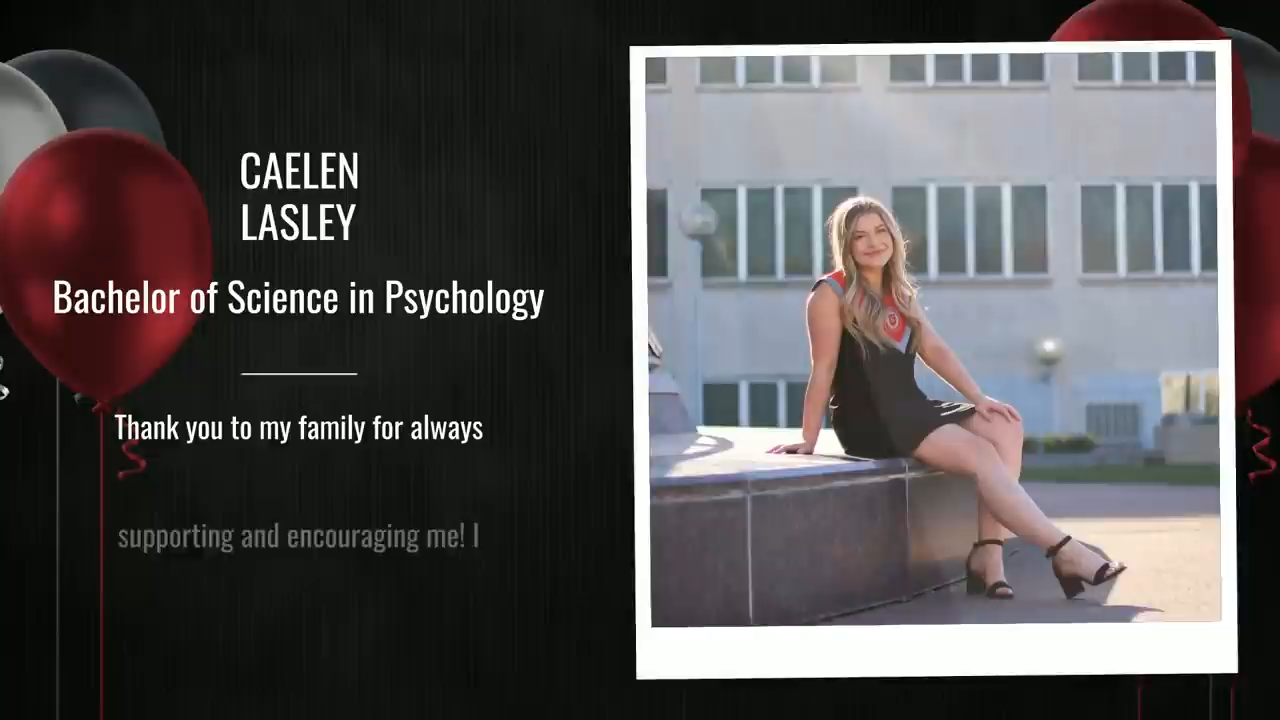 CAELEN
LASLEY
Bachelor of Science in Psychology
Thank you to my family for always
supporting and encouraging me! I